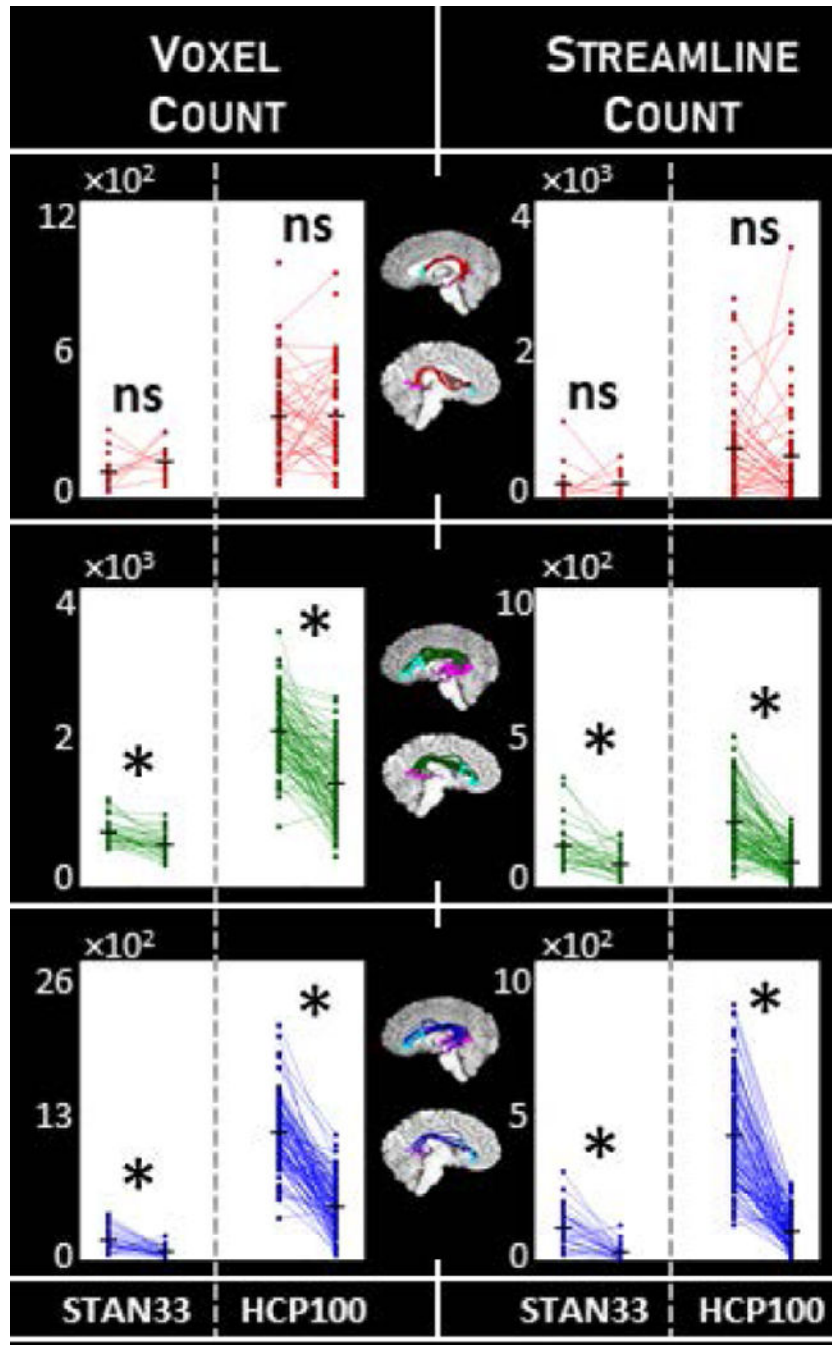 VOXEL
COUNT
STREAMLINE
COUNT
×10²
12
6
0
ns
ns
×10³
4
2
0
ns
ns
×10³
4
2
0
*
*
×10²
10
5
0
*
*
×10²
26
13
0
*
*
×10²
10
5
0
*
*
STAN33
HCP100
STAN33
HCP100